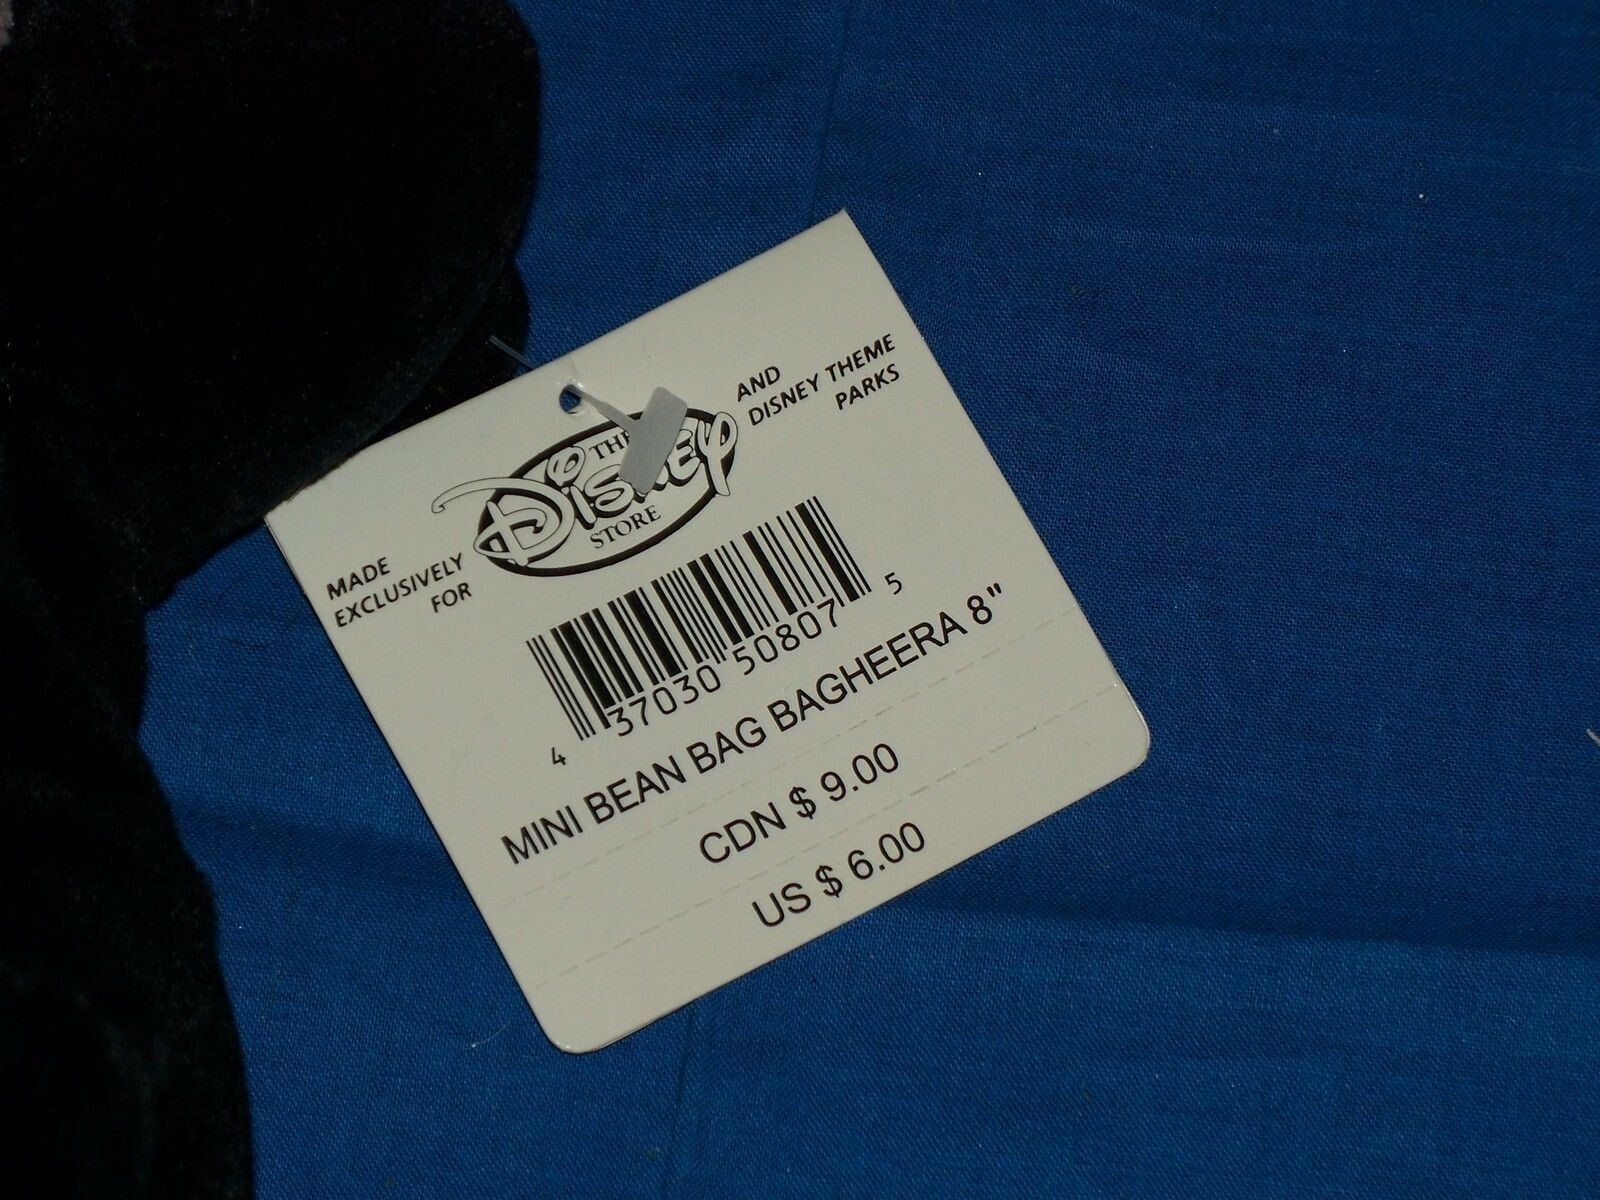 MADE
EXCLUSIVELY
FOR
THE
Disney
STORE
AND
DISNEY THEME
PARKS
4 37030 50807 5
MINI BEAN BAG BAGHEERA 8"
CDN $ 9.00
US $ 6.00